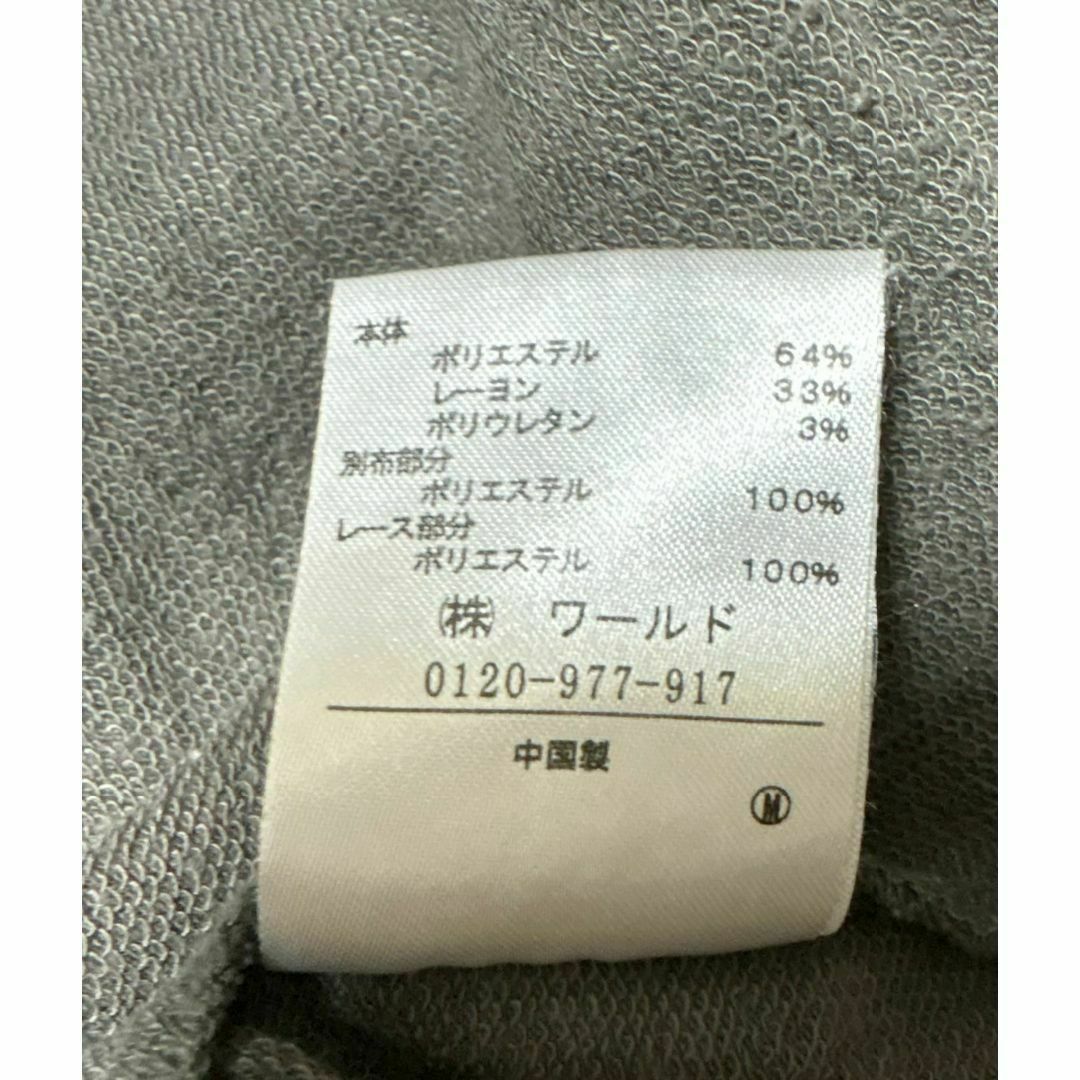 本体
ポリエステル 64%
レーヨン 33%
ポリウレタン 3%
別布部分
ポリエステル 100%
レース部分
ポリエステル 100%
㈱ ワールド
0120-977-917
中国製
Ⓜ